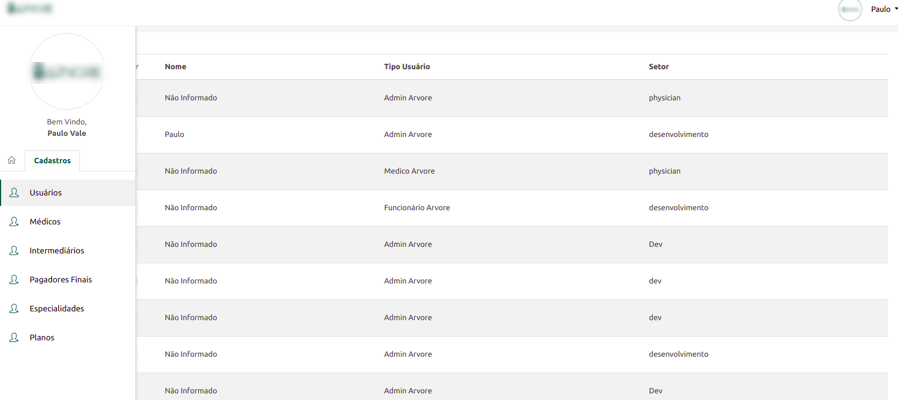 Paulo
Bem Vindo,
Paulo Vale
Cadastros
Usuários
Médicos
Intermediários
Pagadores Finais
Especialidades
Planos
Nome Tipo Usuário Setor
Não Informado Admin Arvore physician
Paulo Admin Arvore desenvolvimento
Não Informado Medico Arvore physician
Não Informado Funcionário Arvore desenvolvimento
Não Informado Admin Arvore Dev
Não Informado Admin Arvore dev
Não Informado Admin Arvore dev
Não Informado Admin Arvore desenvolvimento
Não Informado Admin Arvore Dev